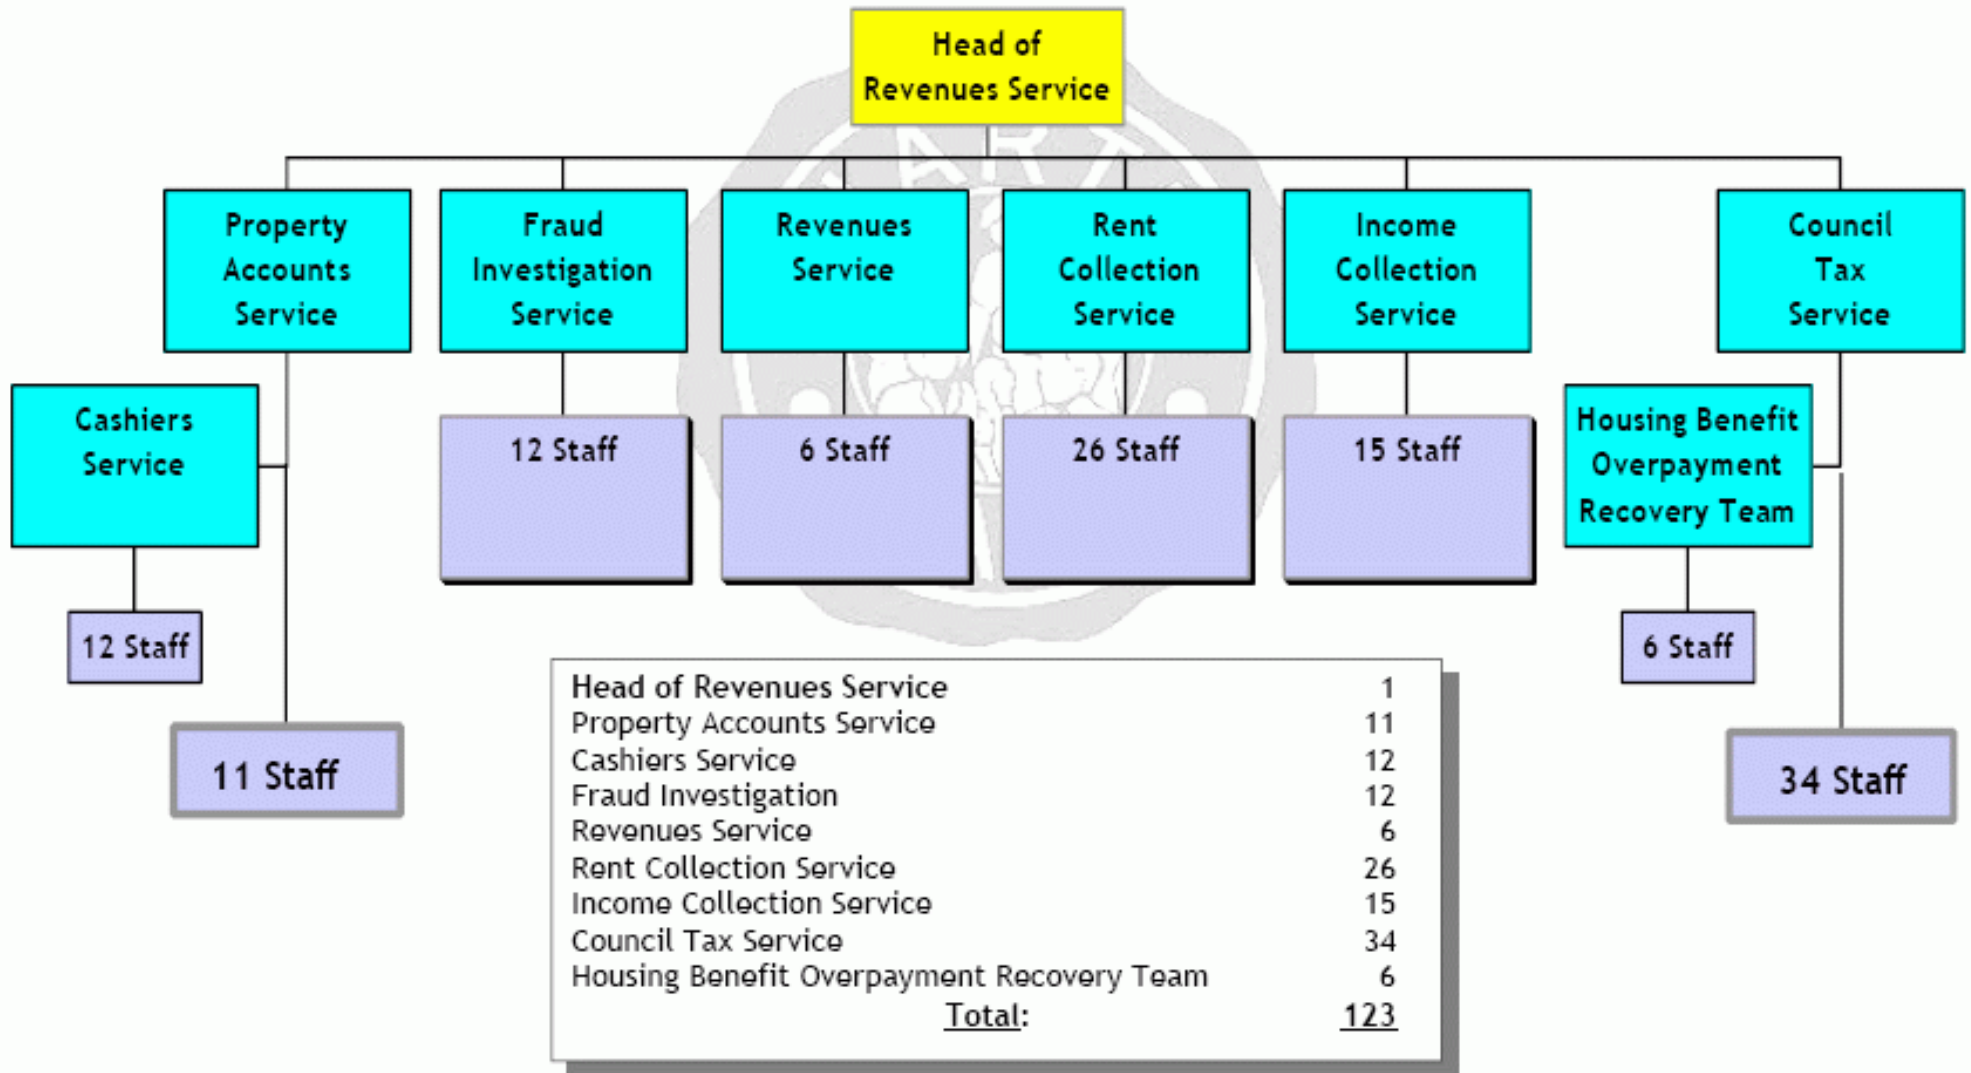 Head of
Revenues Service
Property
Accounts
Service
Fraud
Investigation
Service
Revenues
Service
Rent
Collection
Service
Income
Collection
Service
Council
Tax
Service
Cashiers
Service
12 Staff
6 Staff
26 Staff
15 Staff
Housing Benefit
Overpayment
Recovery Team
12 Staff
6 Staff
11 Staff
34 Staff
Head of Revenues Service 1
Property Accounts Service 11
Cashiers Service 12
Fraud Investigation 12
Revenues Service 6
Rent Collection Service 26
Income Collection Service 15
Council Tax Service 34
Housing Benefit Overpayment Recovery Team 6
Total: 123